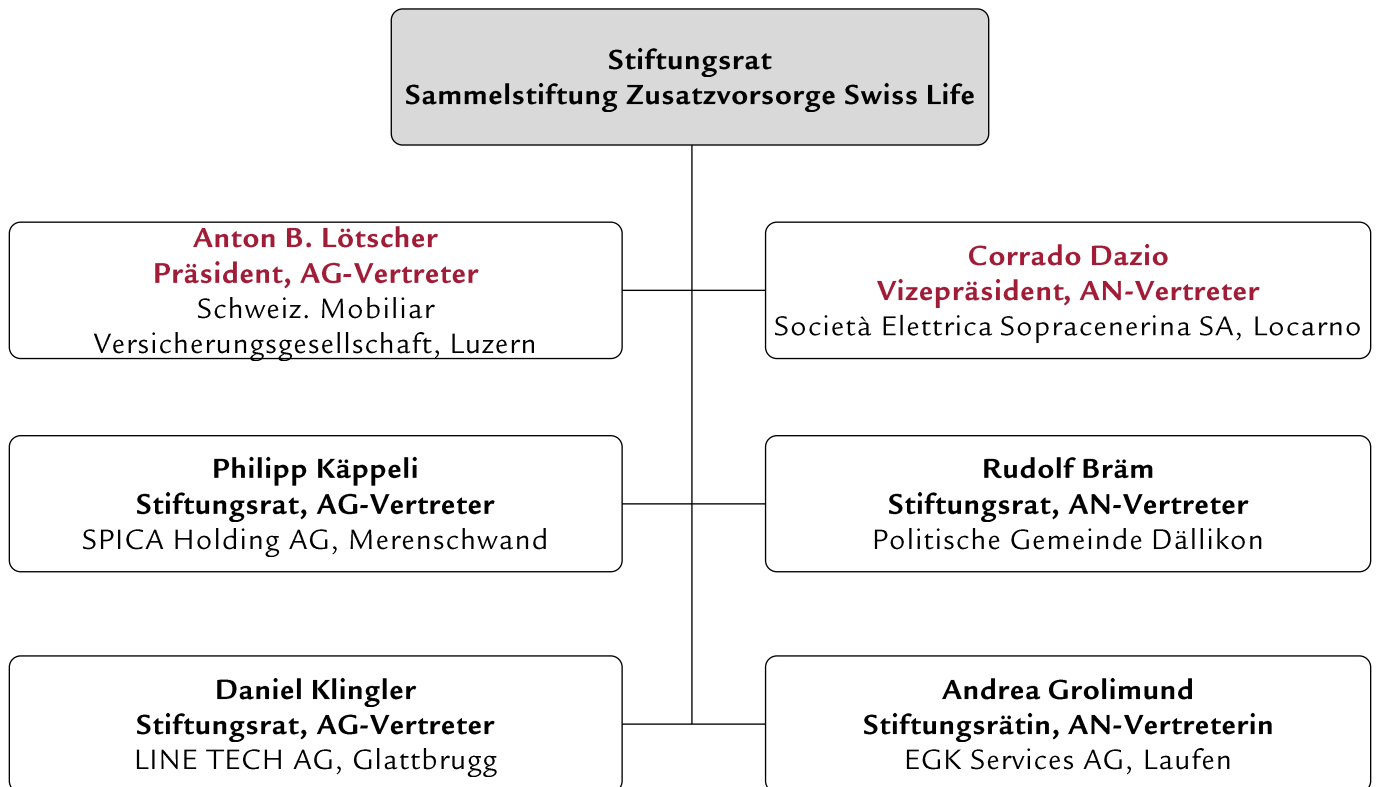 Stiftungsrat
Sammelstiftung Zusatzvorsorge Swiss Life
Anton B. Lötscher
Präsident, AG-Vertreter
Schweiz. Mobiliar
Versicherungsgesellschaft, Luzern
Corrado Dazio
Vizepräsident, AN-Vertreter
Società Elettrica Sopracenerina SA, Locarno
Philipp Käppeli
Stiftungsrat, AG-Vertreter
SPICA Holding AG, Merenschwand
Rudolf Bräm
Stiftungsrat, AN-Vertreter
Politische Gemeinde Dällikon
Daniel Klingler
Stiftungsrat, AG-Vertreter
LINE TECH AG, Glattbrugg
Andrea Grolimund
Stiftungsrätin, AN-Vertreterin
EGK Services AG, Laufen